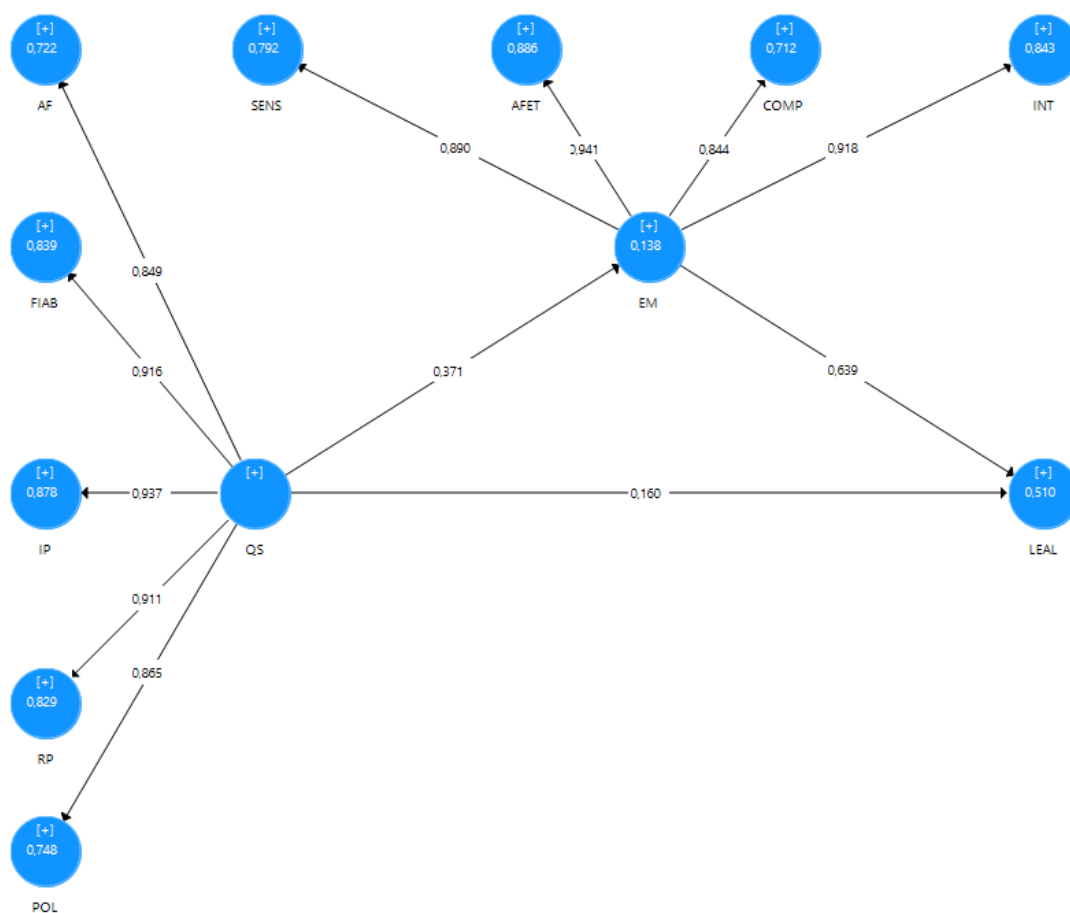 [+]
0,722
AF
[+]
0,792
SENS
[+]
0,886
AFET
[+]
0,712
COMP
[+]
0,843
INT
0,890
0,941
0,844
0,918
[+]
0,839
FIAB
[+]
0,138
EM
0,849
0,916
0,371
0,639
[+]
0,878
IP
0,937
[+]
QS
0,160
[+]
0,510
LEAL
0,911
0,865
[+]
0,829
RP
[+]
0,748
POL